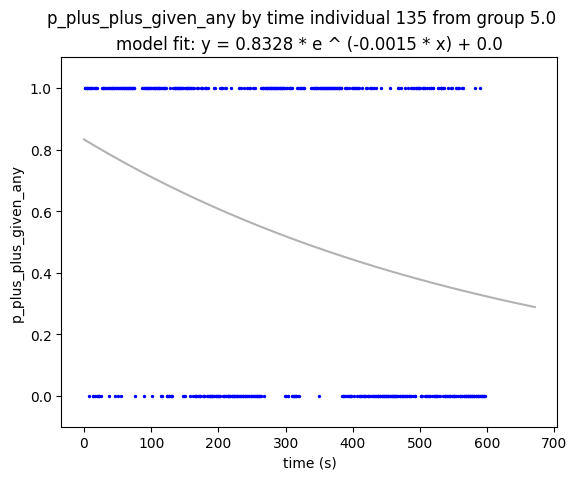 p_plus_plus_given_any by time individual 135 from group 5.0
model fit: y = 0.8328 * e ^ (-0.0015 * x) + 0.0
1.0
0.8
0.6
0.4
0.2
0.0
p_plus_plus_given_any
0 100 200 300 400 500 600 700
time (s)